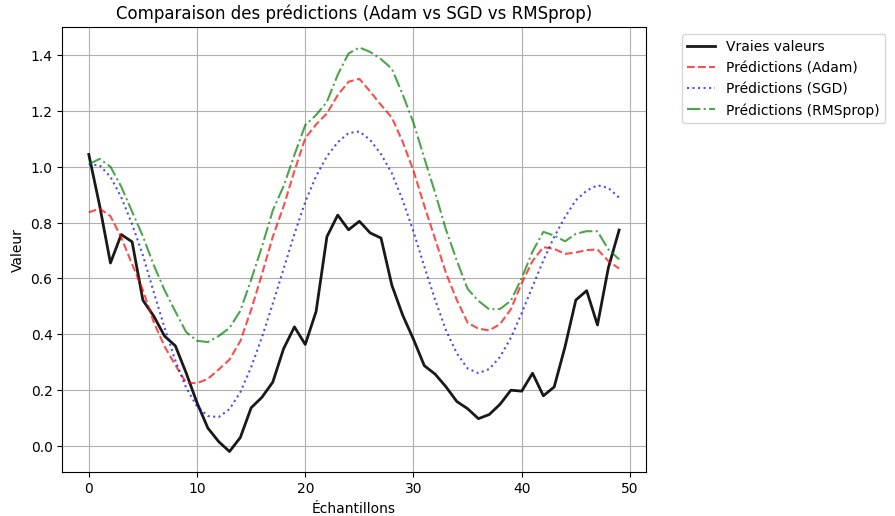 Comparaison des prédictions (Adam vs SGD vs RMSprop)
Vraies valeurs
Prédictions (Adam)
Prédictions (SGD)
Prédictions (RMSprop)
Valeur
1.4
1.2
1.0
0.8
0.6
0.4
0.2
0.0
0 10 20 30 40 50
Échantillons